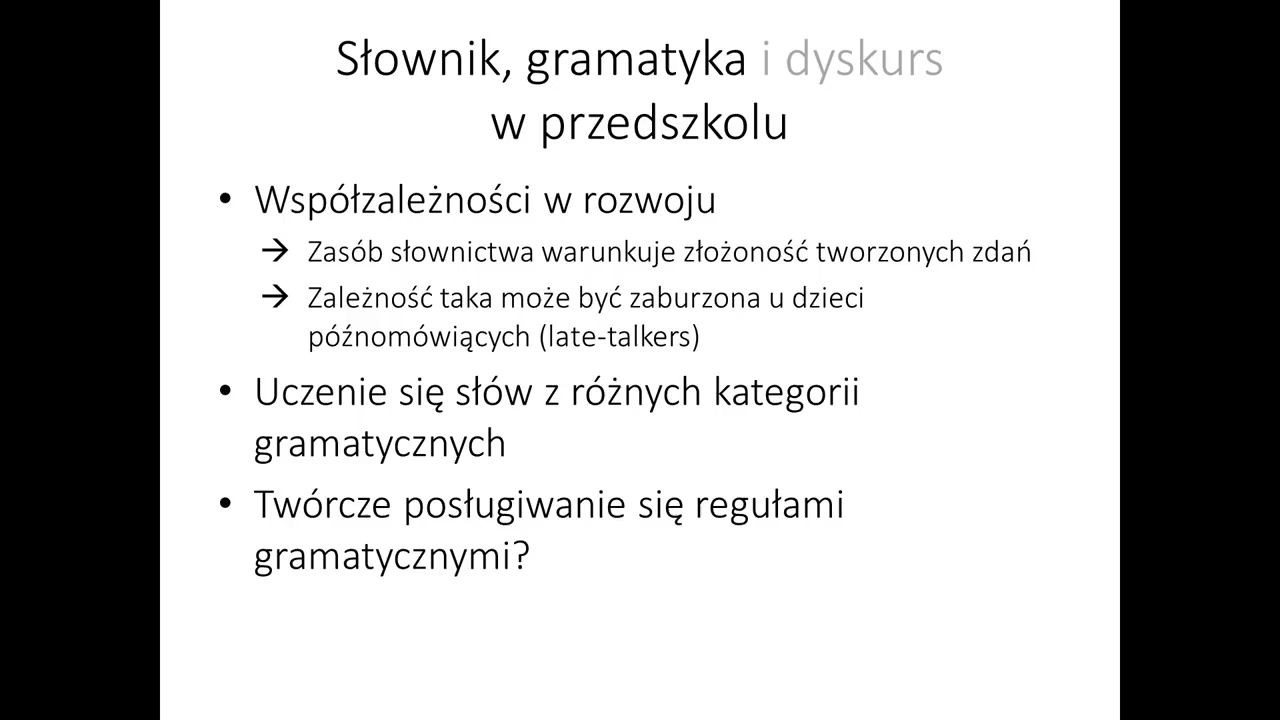 Słownik, gramatyka i dyskurs
w przedszkolu
• Współzależności w rozwoju
→ Zasób słownictwa warunkuje złożoność tworzonych zdań
→ Zależność taka może być zaburzona u dzieci
późnomówiących (late-talkers)
• Uczenie się słów z różnych kategorii
gramatycznych
• Twórcze posługiwanie się regułami
gramatycznymi?